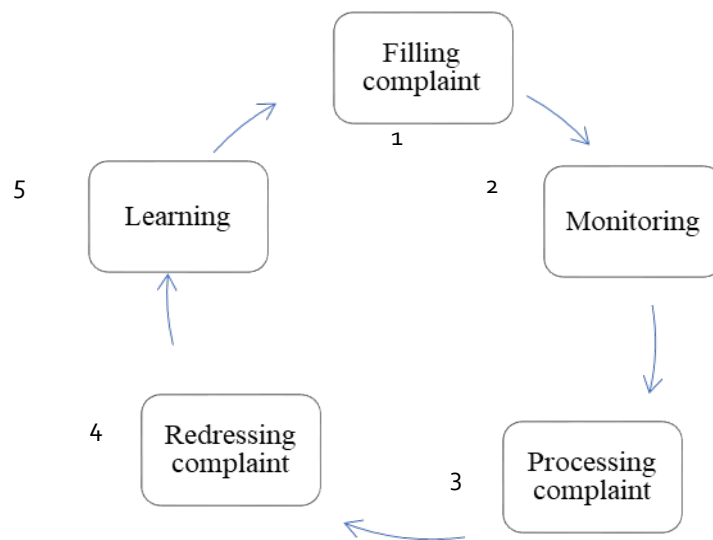 Filling
complaint
1
2
Monitoring
3
Processing
complaint
4
Redressing
complaint
5
Learning